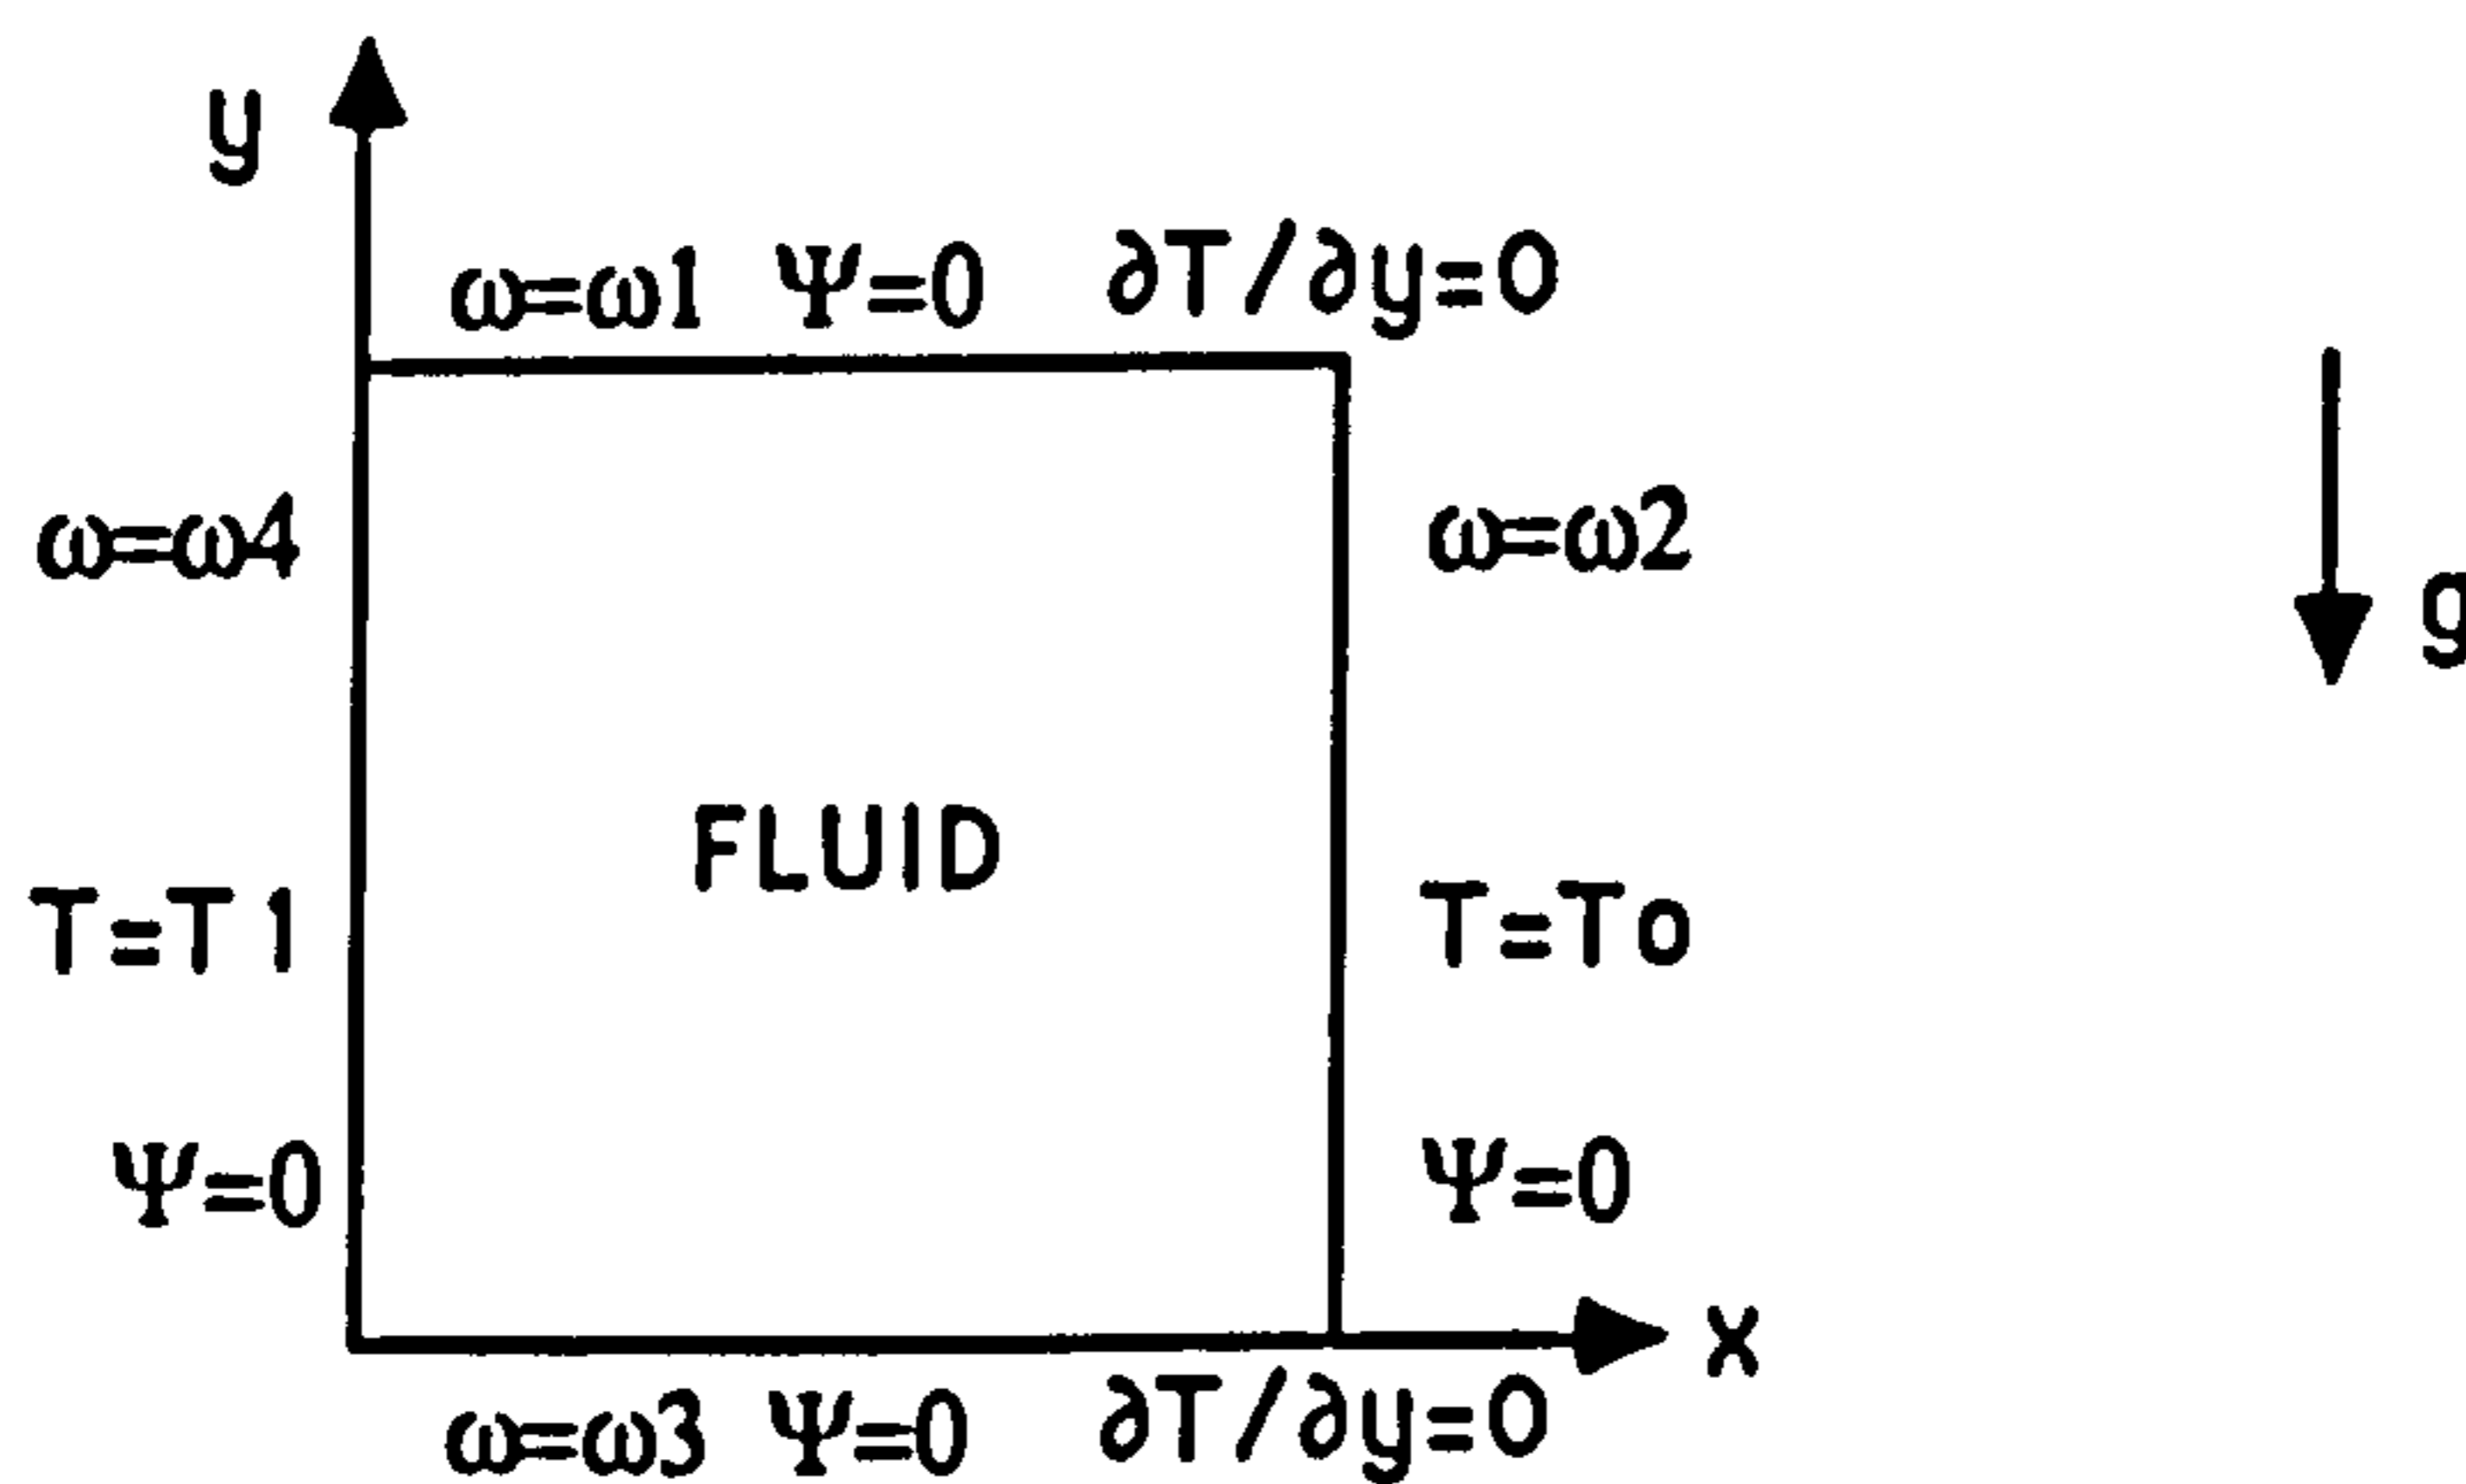 y
ω=ω1 Ψ=0 ∂T/∂y=0
ω=ω4
ω=ω2
g
FLUID
T=T1
T=To
Ψ=0
Ψ=0
x
ω=ω3 Ψ=0 ∂T/∂y=0